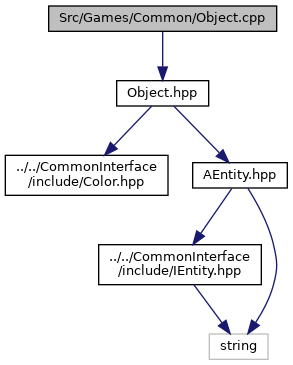 Src/Games/Common/Object.cpp
Object.hpp
../../CommonInterface
/include/Color.hpp
AEntity.hpp
../../CommonInterface
/include/IEntity.hpp
string